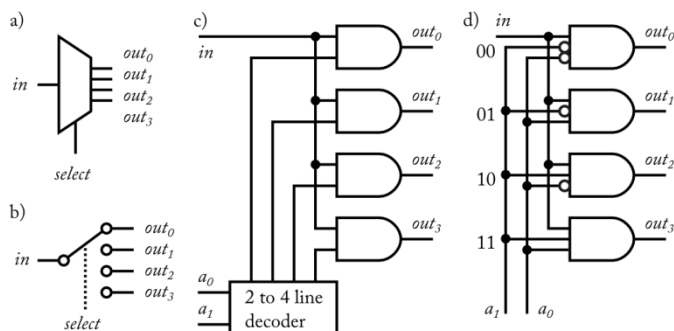 a)
in
out0
out1
out2
out3
select
b)
in
out0
out1
out2
out3
select
c)
in
out0
out1
out2
out3
a0
a1
2 to 4 line
decoder
d)
in
00
01
10
11
out0
out1
out2
out3
a1 a0